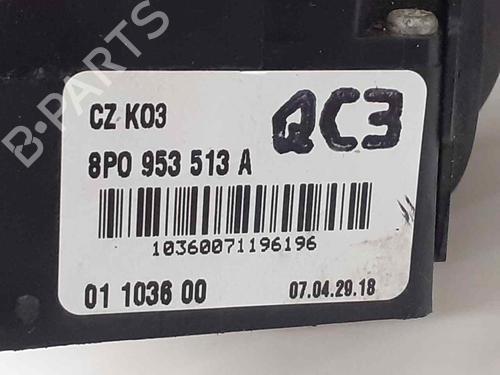 CZ K03
QC3
8P0 953 513 A
10360071196196
01 1036 00
07.04.29.18
B-PARTS